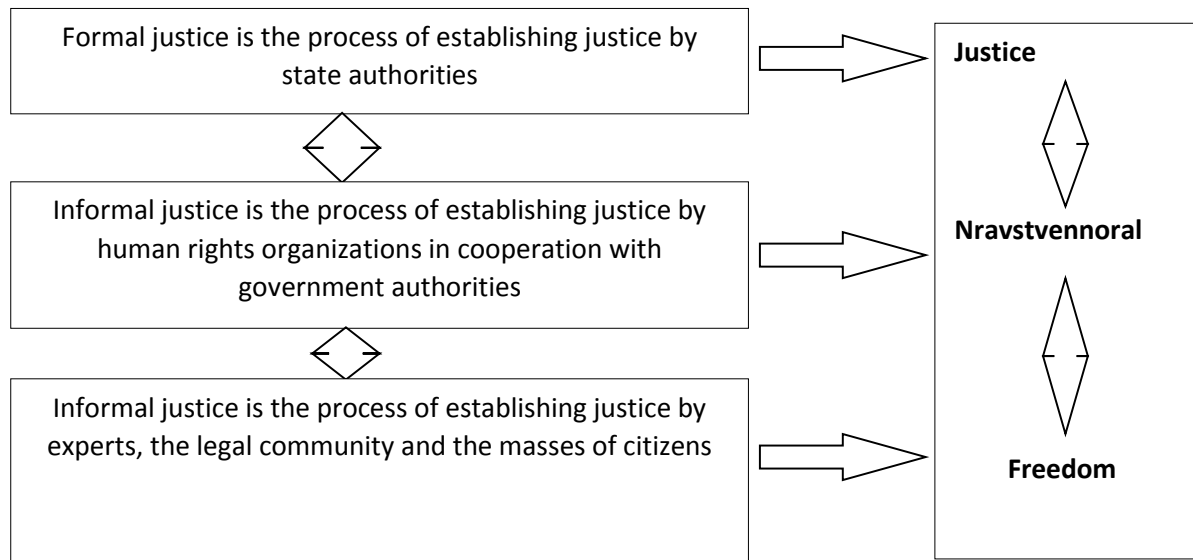 Formal justice is the process of establishing justice by
state authorities
Informal justice is the process of establishing justice by
human rights organizations in cooperation with
government authorities
Informal justice is the process of establishing justice by
experts, the legal community and the masses of citizens
Justice
Nravstvennoral
Freedom